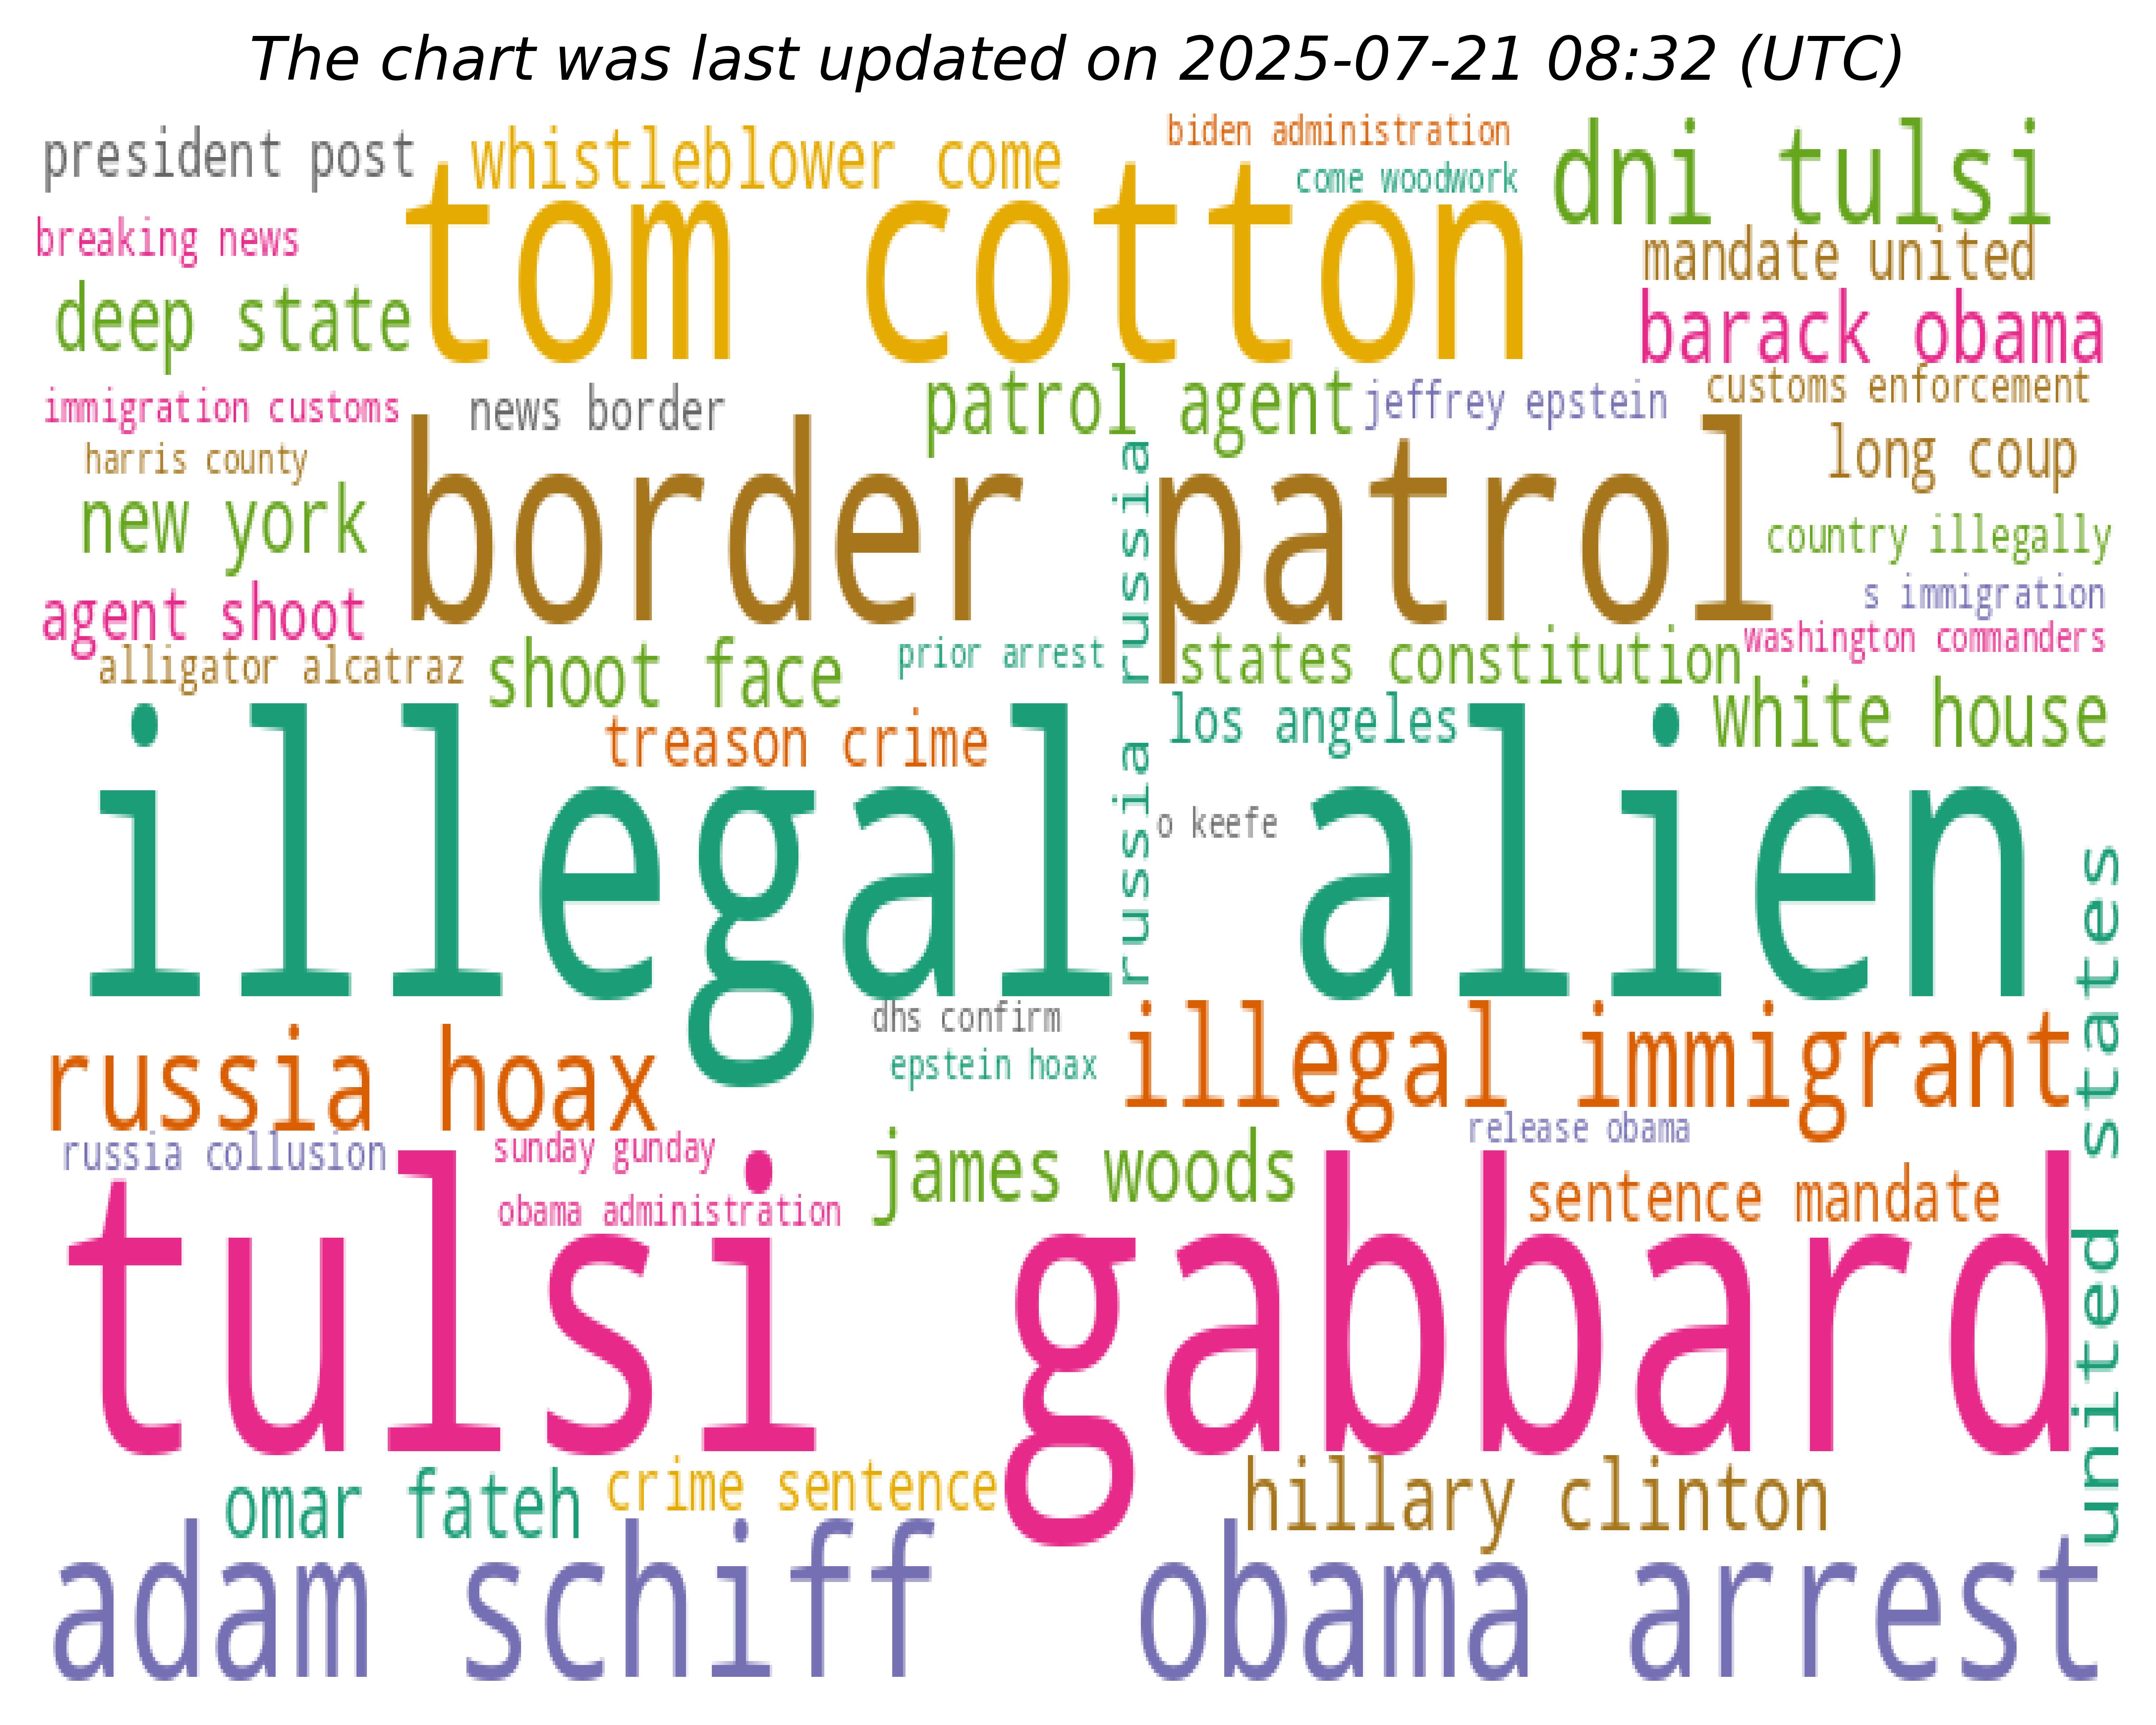 The chart was last updated on 2025-07-21 08:32 (UTC)
president post
whistleblower come
biden administration
come woodwork
dni tulsi
breaking news
tom cotton
mandate united
deep state
barack obama
immigration customs
news border
patrol agent
jeffrey epstein
customs enforcement
harris county
long coup
new york
border patrol
russia russia
country illegally
agent shoot
s immigration
alligator alcatraz
shoot face
prior arrest
states constitution
washington commanders
treason crime
los angeles
white house
illegal alien
o keefe
united states
dhs confirm
russia hoax
epstein hoax
illegal immigrant
russia collusion
sunday gunday
james woods
release obama
obama administration
sentence mandate
tulsi gabbard
omar fateh
crime sentence
hillary clinton
adam schiff
obama arrest